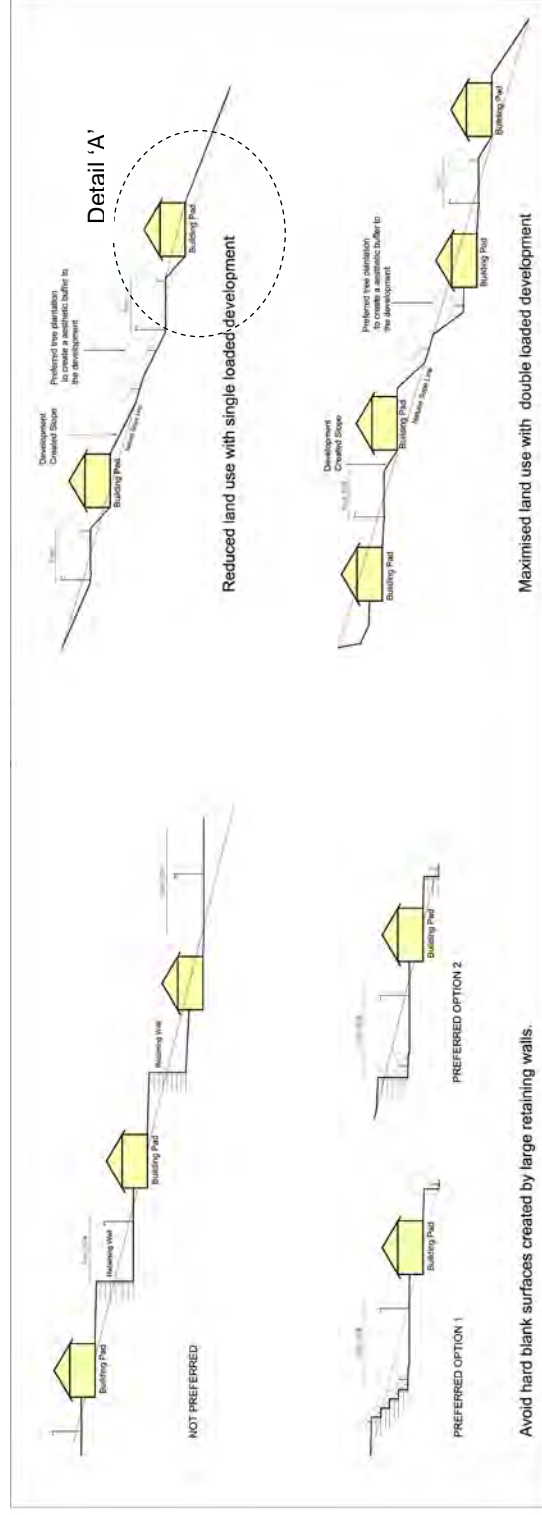 Building Pad
Retaining Wall
Building Pad
Retaining Wall
NOT PREFERRED
Building Pad
PREFERRED OPTION 1
Building Pad
PREFERRED OPTION 2
Avoid hard blank surfaces created by large retaining walls.
Building Pad
Development
Created Slope
Natural Slope Line
Preferred tree plantation
to create a aesthetic buffer to
the development
Detail 'A'
Building Pad
Reduced land use with single loaded development
Building Pad
Development
Created Slope
Building Pad
Natural Slope Line
Preferred tree plantation
to create a aesthetic buffer to
the development
Building Pad
Building Pad
Maximised land use with double loaded development